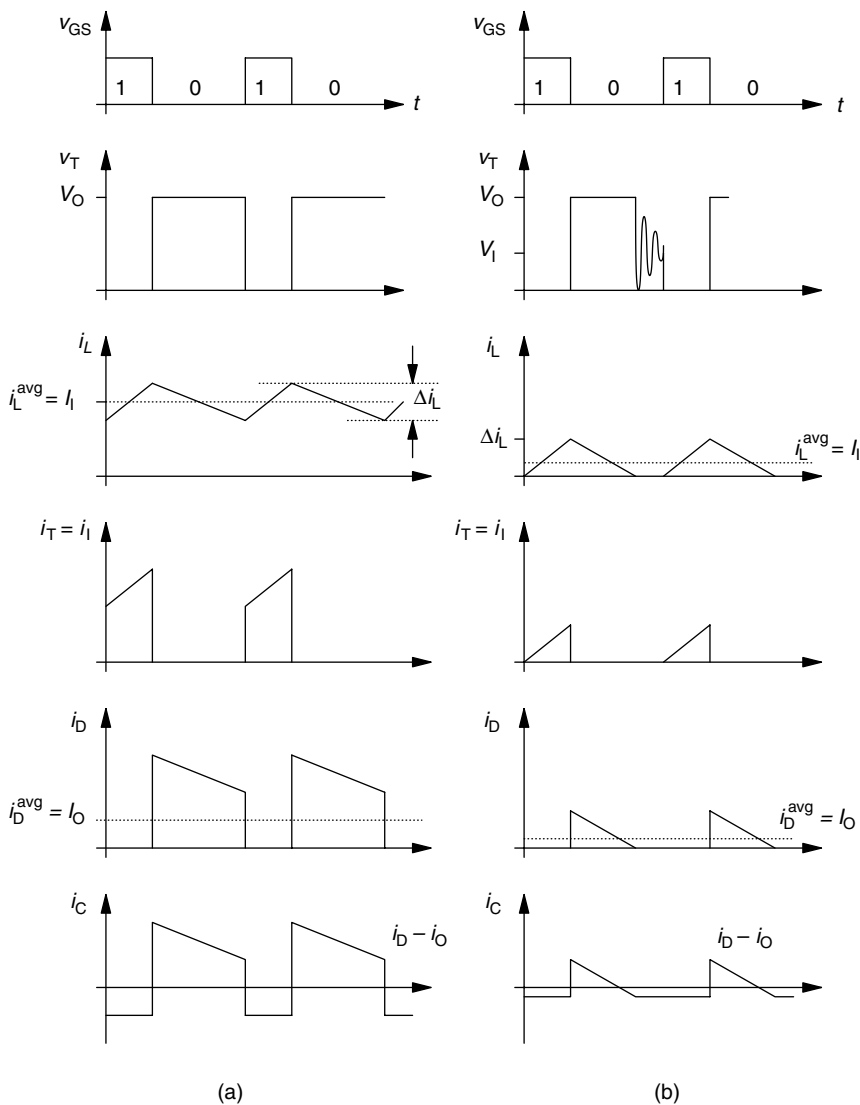 v_GS
1 0 1 0
t
v_T
V_O
i_L
i_L^avg = I_I
Δi_L
i_T = i_I
i_D
i_D^avg = I_O
i_C
i_D – i_O
(a)
v_GS
1 0 1 0
t
v_T
V_O
V_I
i_L
Δi_L
i_L^avg = I_I
i_T = i_I
i_D
i_D^avg = I_O
i_C
i_D – i_O
(b)